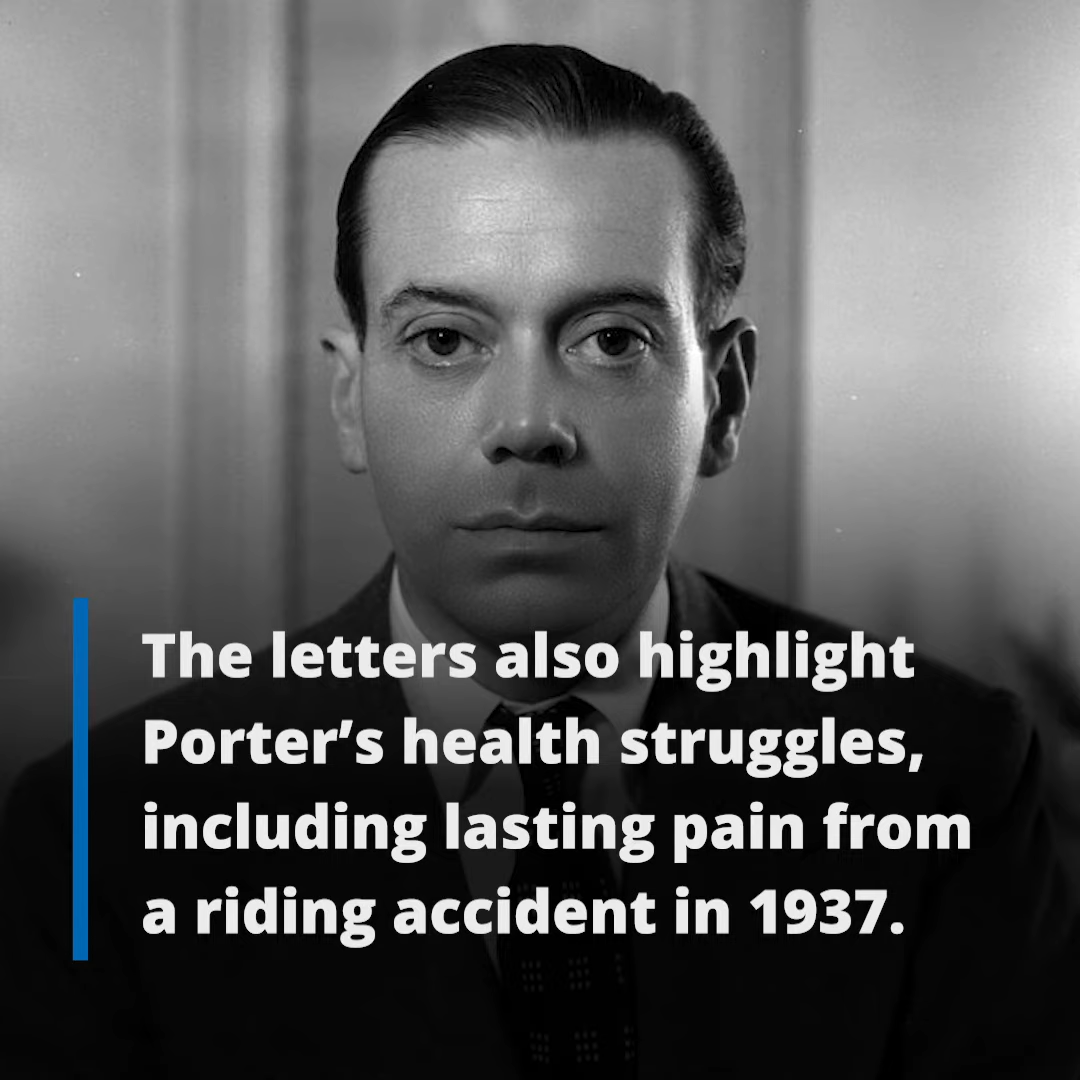 The letters also highlight
Porter’s health struggles,
including lasting pain from
a riding accident in 1937.